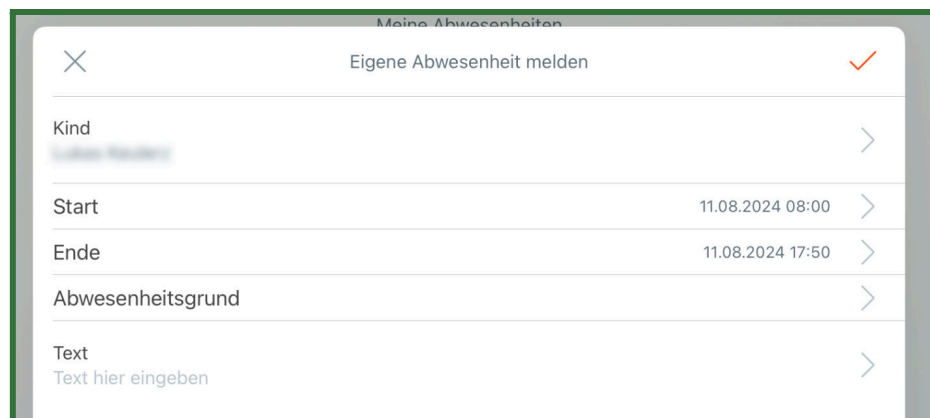 Meine Abwesenheiten
Eigene Abwesenheit melden
Kind
Start 11.08.2024 08:00
Ende 11.08.2024 17:50
Abwesenheitsgrund
Text
Text hier eingeben